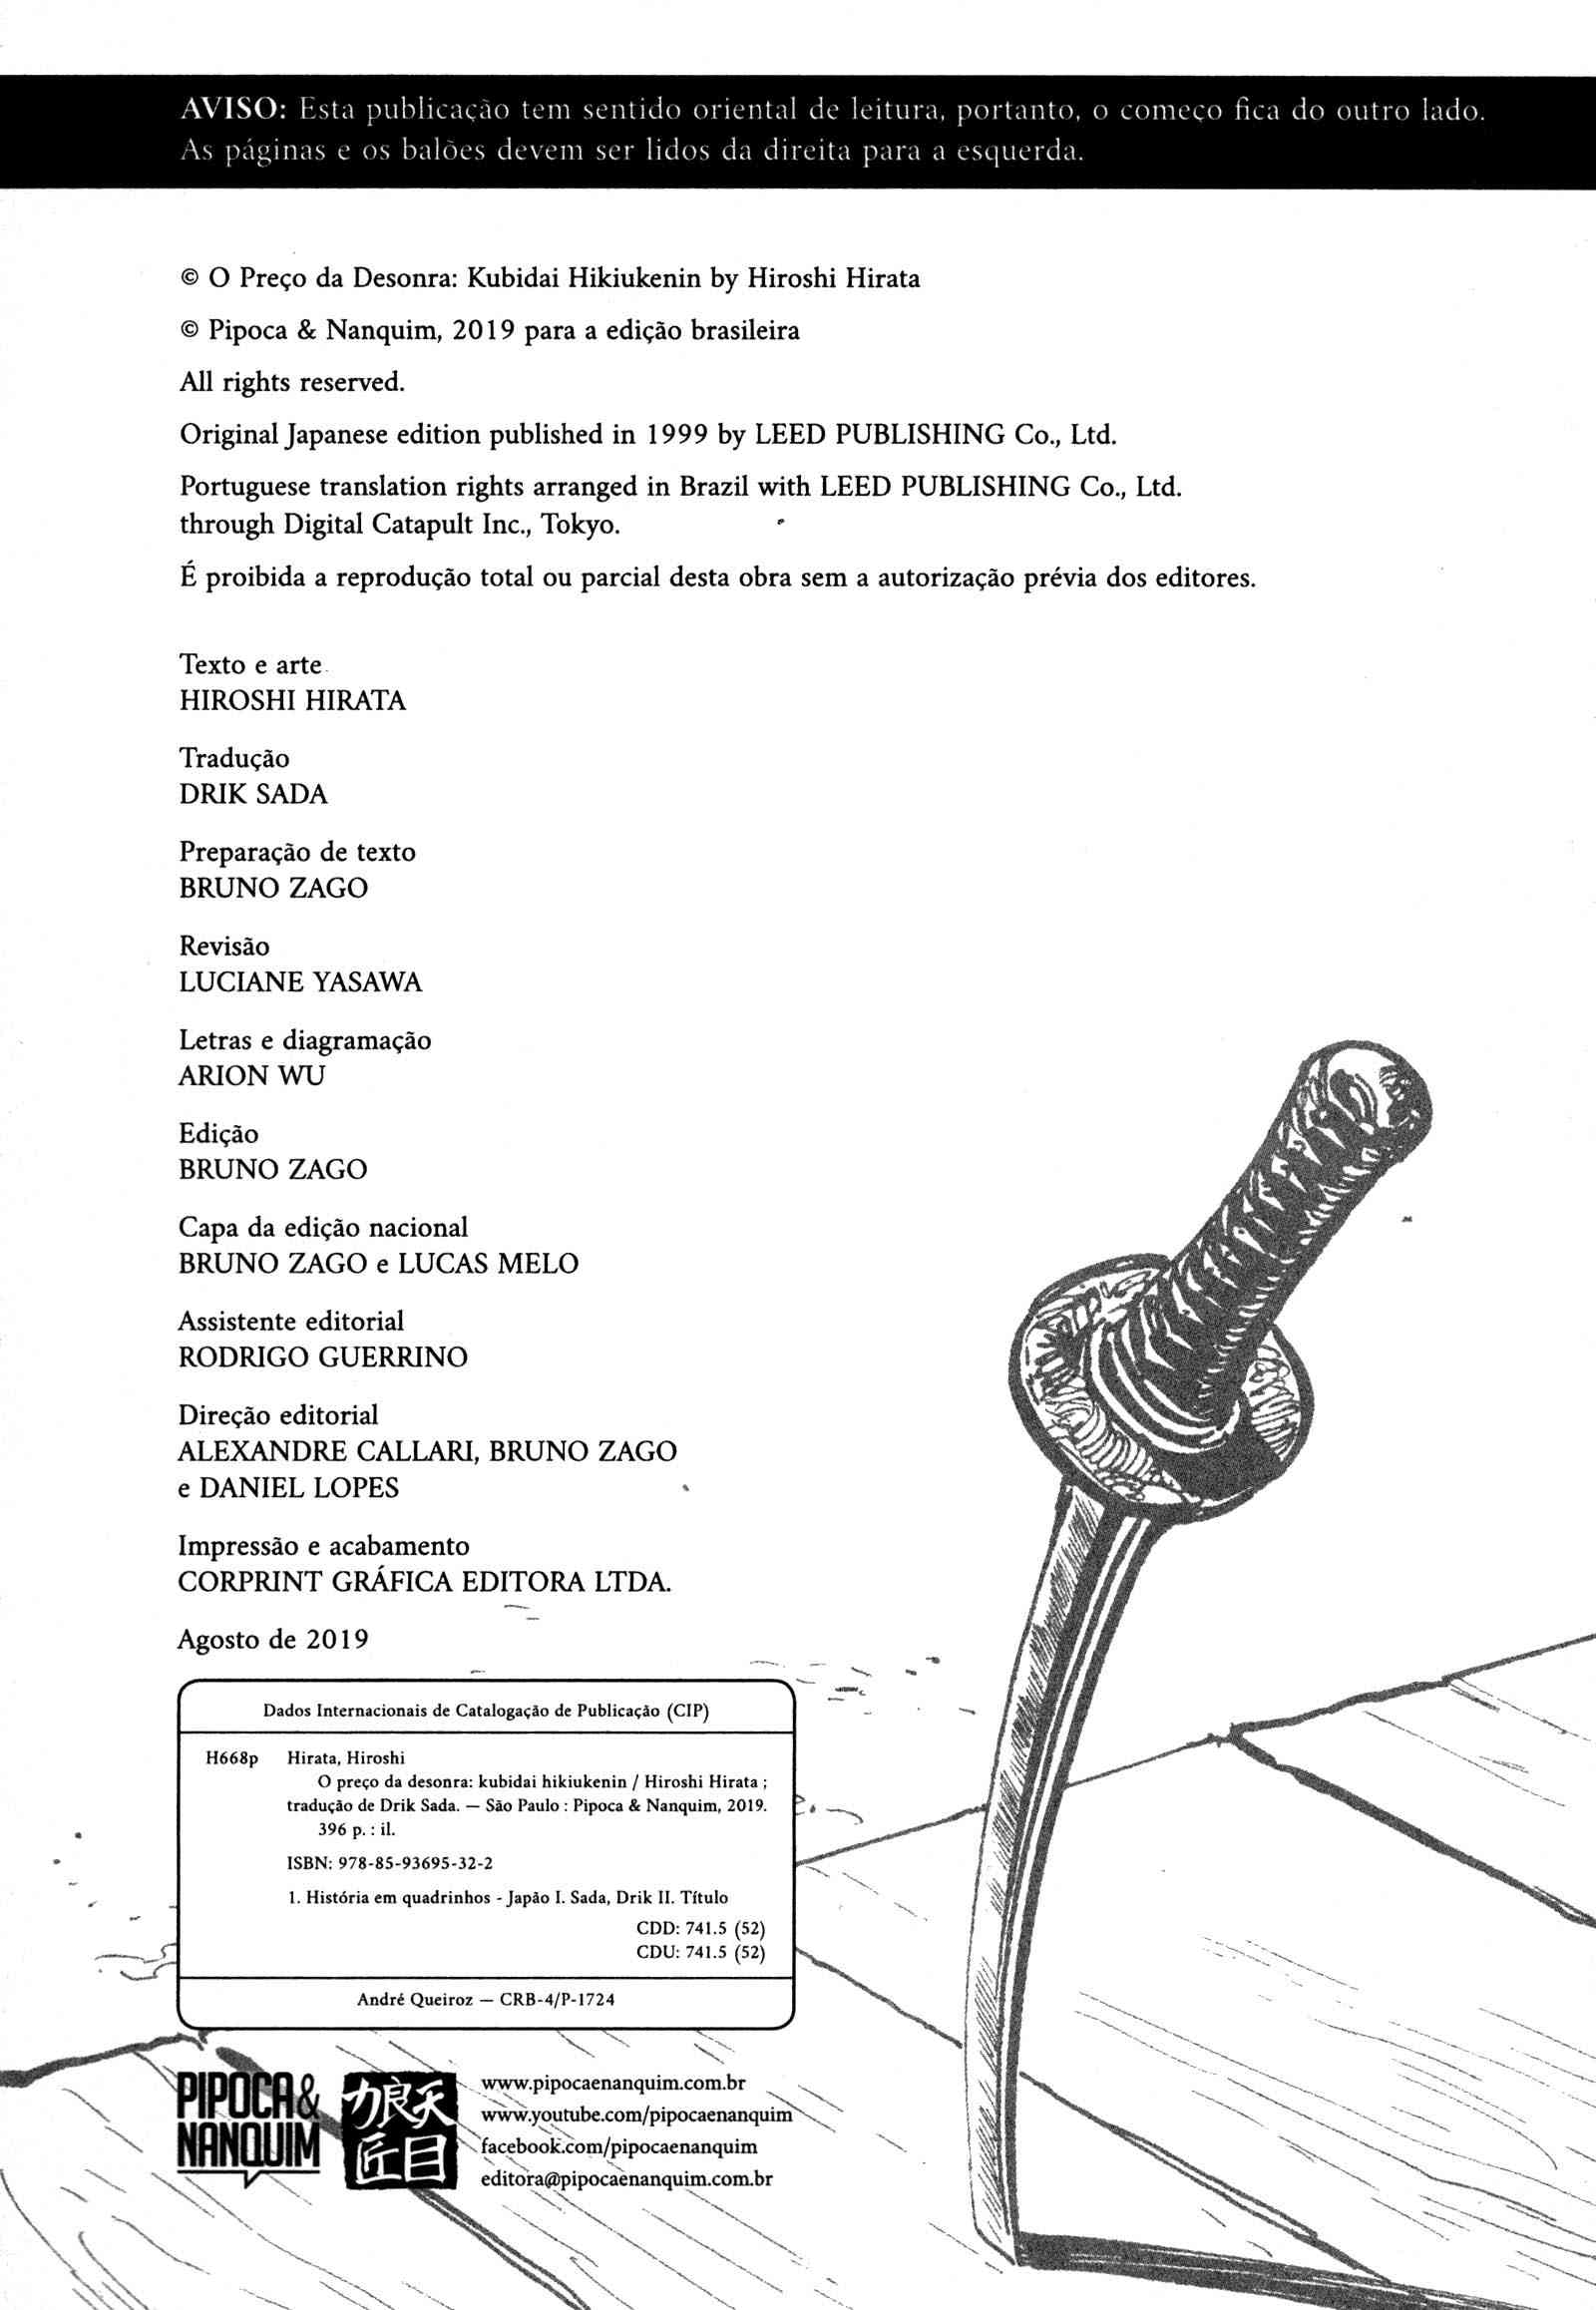 AVISO: Esta publicação tem sentido oriental de leitura, portanto, o começo fica do outro lado.
As páginas e os balões devem ser lidos da direita para a esquerda.
© O Preço da Desonra: Kubidai Hikiukenin by Hiroshi Hirata
© Pipoca & Nanquim, 2019 para a edição brasileira
All rights reserved.
Original Japanese edition published in 1999 by LEED PUBLISHING Co., Ltd.
Portuguese translation rights arranged in Brazil with LEED PUBLISHING Co., Ltd.
through Digital Catapult Inc., Tokyo.
É proibida a reprodução total ou parcial desta obra sem a autorização prévia dos editores.
Texto e arte
HIROSHI HIRATA
Tradução
DRIK SADA
Preparação de texto
BRUNO ZAGO
Revisão
LUCIANE YASAWA
Letras e diagramação
ARION WU
Edição
BRUNO ZAGO
Capa da edição nacional
BRUNO ZAGO e LUCAS MELO
Assistente editorial
RODRIGO GUERRINO
Direção editorial
ALEXANDRE CALLARI, BRUNO ZAGO
e DANIEL LOPES
Impressão e acabamento
CORPRINT GRÁFICA EDITORA LTDA.
Agosto de 2019
Dados Internacionais de Catalogação de Publicação (CIP)
H668p Hirata, Hiroshi
O preço da desonra: kubidai hikiukenin / Hiroshi Hirata ;
tradução de Drik Sada. — São Paulo : Pipoca & Nanquim, 2019.
396 p. : il.
ISBN: 978-85-93695-32-2
1. História em quadrinhos - Japão I. Sada, Drik II. Título
CDD: 741.5 (52)
CDU: 741.5 (52)
André Queiroz — CRB-4/P-1724
PIPOCA &
NANQUIM
天目
狼匠
力
www.pipocaenanquim.com.br
www.youtube.com/pipocaenanquim
facebook.com/pipocaenanquim
editora@pipocaenanquim.com.br